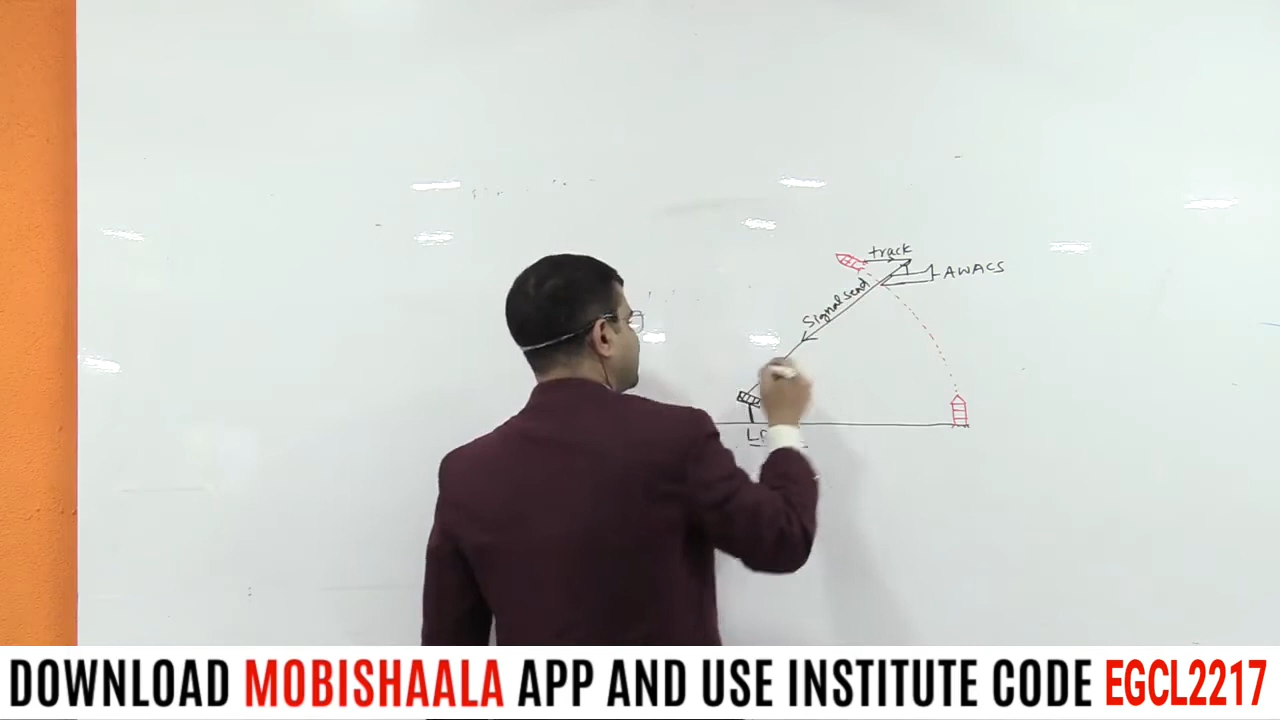 track
AWACS
Signal send
DOWNLOAD MOBISHAALA APP AND USE INSTITUTE CODE EGCL2217